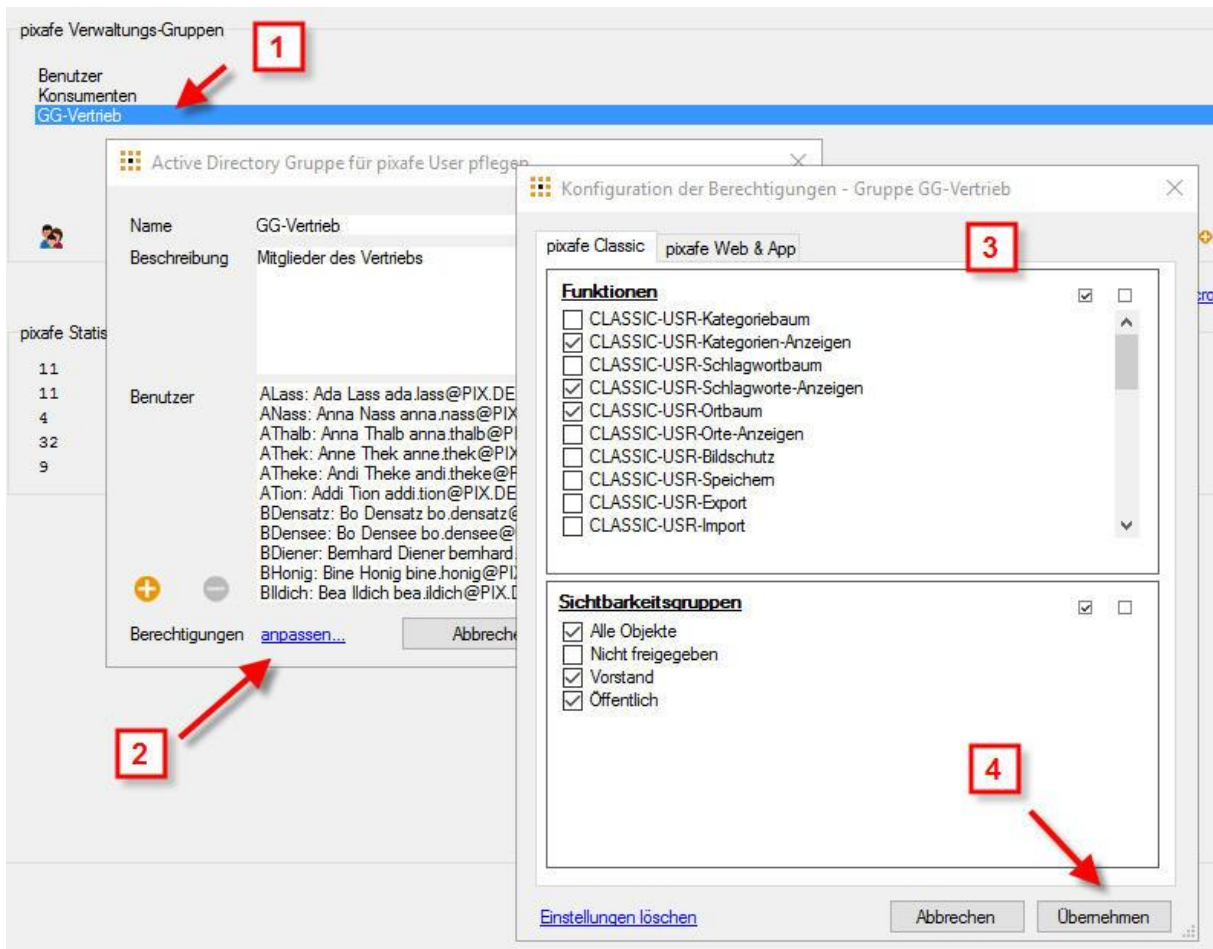 pixafe Verwaltungs-Gruppen
1
Benutzer
Konsumenten
GG-Vertrieb
Active Directory Gruppe für pixafe User pflegen
Name GG-Vertrieb
Beschreibung Mitglieder des Vertriebs
Benutzer
ALass: Ada Lass ada.lass@PIX.DE
ANass: Anna Nass anna.nass@PIX
AThalb: Anna Thalb anna.thalb@PI
AThek: Anne Thek anne.thek@PIX
ATheke: Andi Theke andi.theke@P
ATion: Addi Tion addi.tion@PIX.DE
BDensatz: Bo Densatz bo.densatz@
BDensee: Bo Densee bo.densee@
BDiener: Bernhard Diener bernhard.
BHonig: Bine Honig bine.honig@PIX
BIldich: Bea Ildich bea.ildich@PIX.D
Berechtigungen anpassen... Abbreche
2
pixafe Statis
11
11
4
32
9
Konfiguration der Berechtigungen - Gruppe GG-Vertrieb
pixafe Classic pixafe Web & App
3
Funktionen
CLASSIC-USR-Kategoriebaum
CLASSIC-USR-Kategorien-Anzeigen
CLASSIC-USR-Schlagwortbaum
CLASSIC-USR-Schlagworte-Anzeigen
CLASSIC-USR-Ortbaum
CLASSIC-USR-Orte-Anzeigen
CLASSIC-USR-Bildschutz
CLASSIC-USR-Speichern
CLASSIC-USR-Export
CLASSIC-USR-Import
Sichtbarkeitsgruppen
Alle Objekte
Nicht freigegeben
Vorstand
Öffentlich
4
Einstellungen löschen Abbrechen Übernehmen